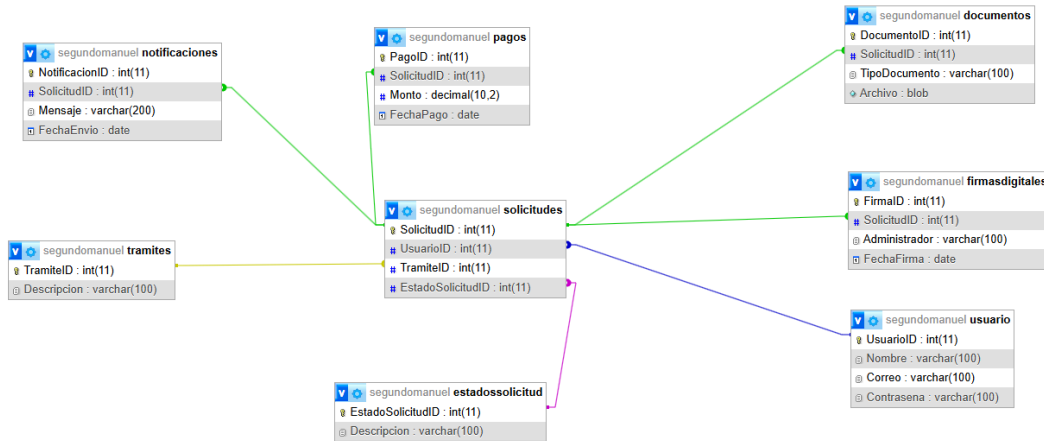 segundomanuel notificaciones
NotificacionID : int(11)
SolicitudID : int(11)
Mensaje : varchar(200)
FechaEnvio : date
segundomanuel pagos
PagoID : int(11)
SolicitudID : int(11)
Monto : decimal(10,2)
FechaPago : date
segundomanuel documentos
DocumentoID : int(11)
SolicitudID : int(11)
TipoDocumento : varchar(100)
Archivo : blob
segundomanuel solicitudes
SolicitudID : int(11)
UsuarioID : int(11)
TramiteID : int(11)
EstadoSolicitudID : int(11)
segundomanuel firmasdigitales
FirmaID : int(11)
SolicitudID : int(11)
Administrador : varchar(100)
FechaFirma : date
segundomanuel tramites
TramiteID : int(11)
Descripcion : varchar(100)
segundomanuel usuario
UsuarioID : int(11)
Nombre : varchar(100)
Correo : varchar(100)
Contrasena : varchar(100)
segundomanuel estadossolicitud
EstadoSolicitudID : int(11)
Descripcion : varchar(100)